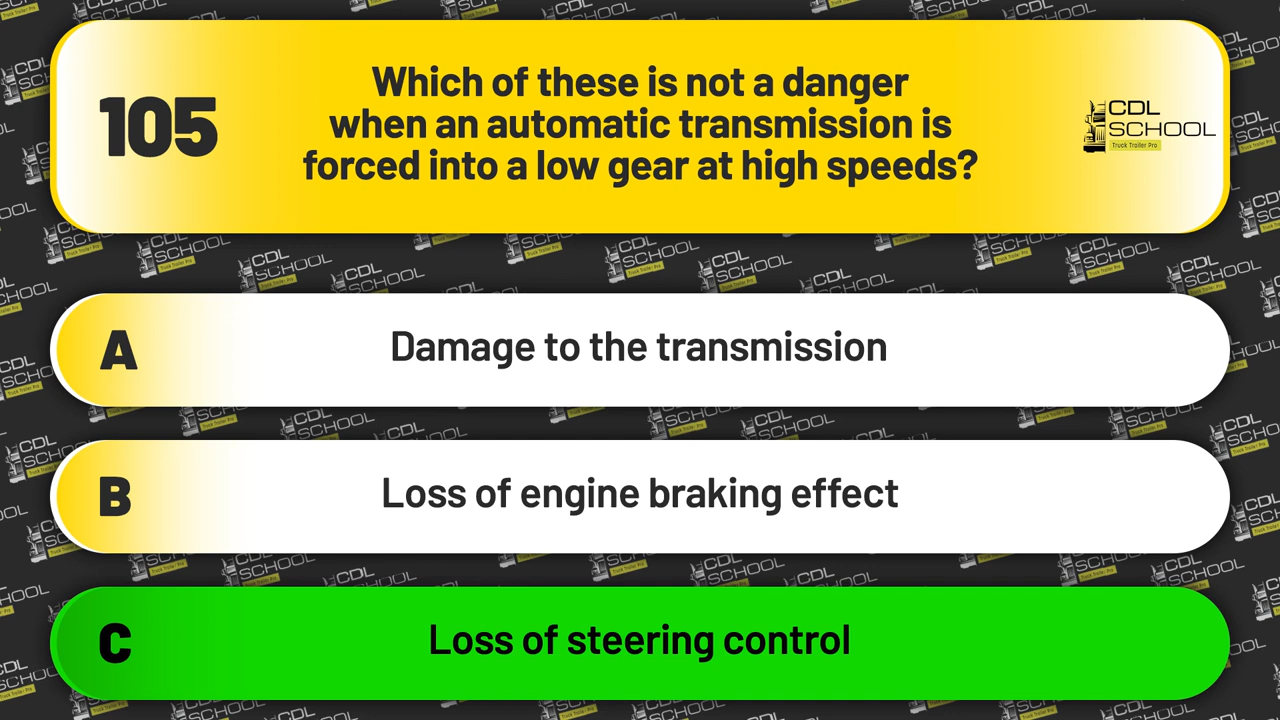 105
Which of these is not a danger
when an automatic transmission is
forced into a low gear at high speeds?
CDL
SCHOOL
Truck Trailer Pro
A
Damage to the transmission
B
Loss of engine braking effect
C
Loss of steering control